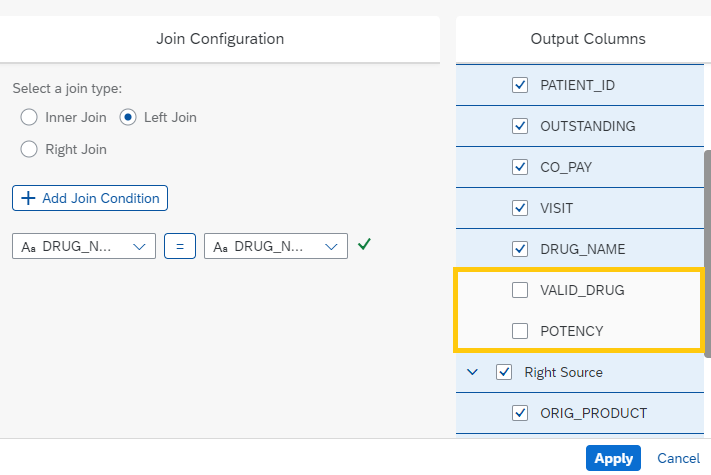 Join Configuration
Select a join type:
Inner Join
Left Join
Right Join
+ Add Join Condition
Aa DRUG_N...
=
Aa DRUG_N...
Output Columns
PATIENT_ID
OUTSTANDING
CO_PAY
VISIT
DRUG_NAME
VALID_DRUG
POTENCY
Right Source
ORIG_PRODUCT
Apply
Cancel